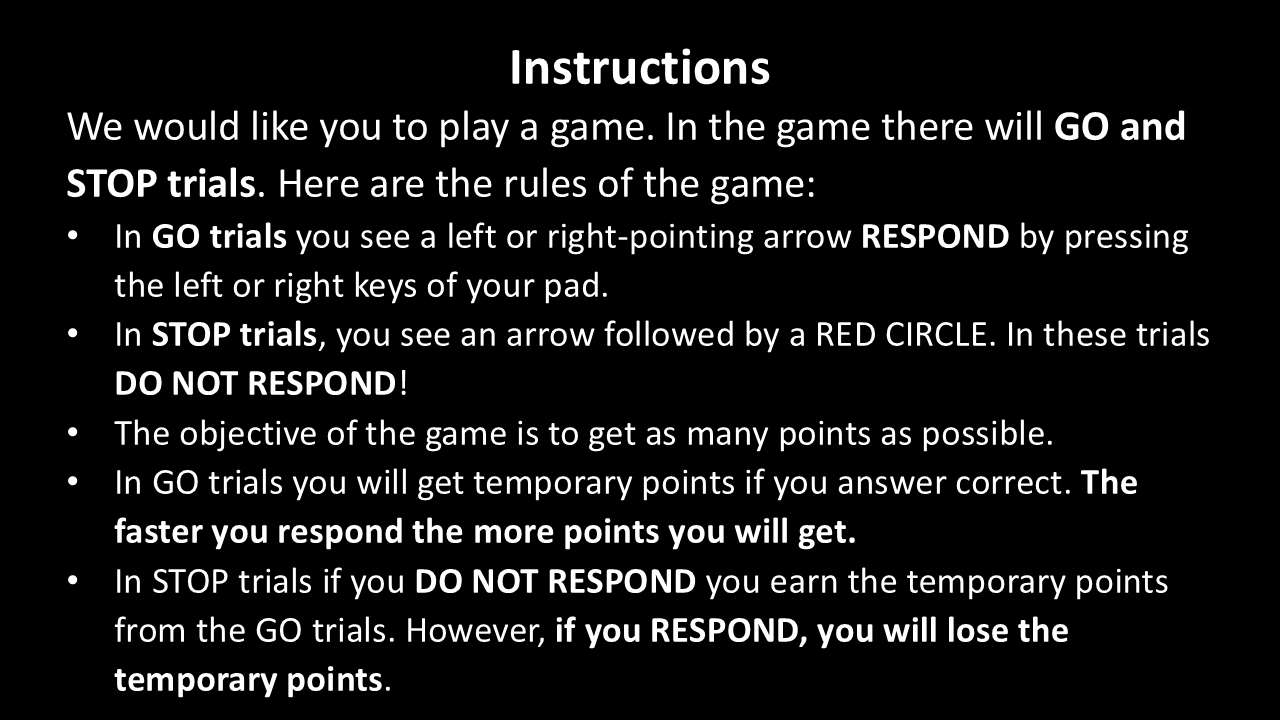 Instructions
We would like you to play a game. In the game there will GO and
STOP trials. Here are the rules of the game:
• In GO trials you see a left or right-pointing arrow RESPOND by pressing
the left or right keys of your pad.
• In STOP trials, you see an arrow followed by a RED CIRCLE. In these trials
DO NOT RESPOND!
• The objective of the game is to get as many points as possible.
• In GO trials you will get temporary points if you answer correct. The
faster you respond the more points you will get.
• In STOP trials if you DO NOT RESPOND you earn the temporary points
from the GO trials. However, if you RESPOND, you will lose the
temporary points.